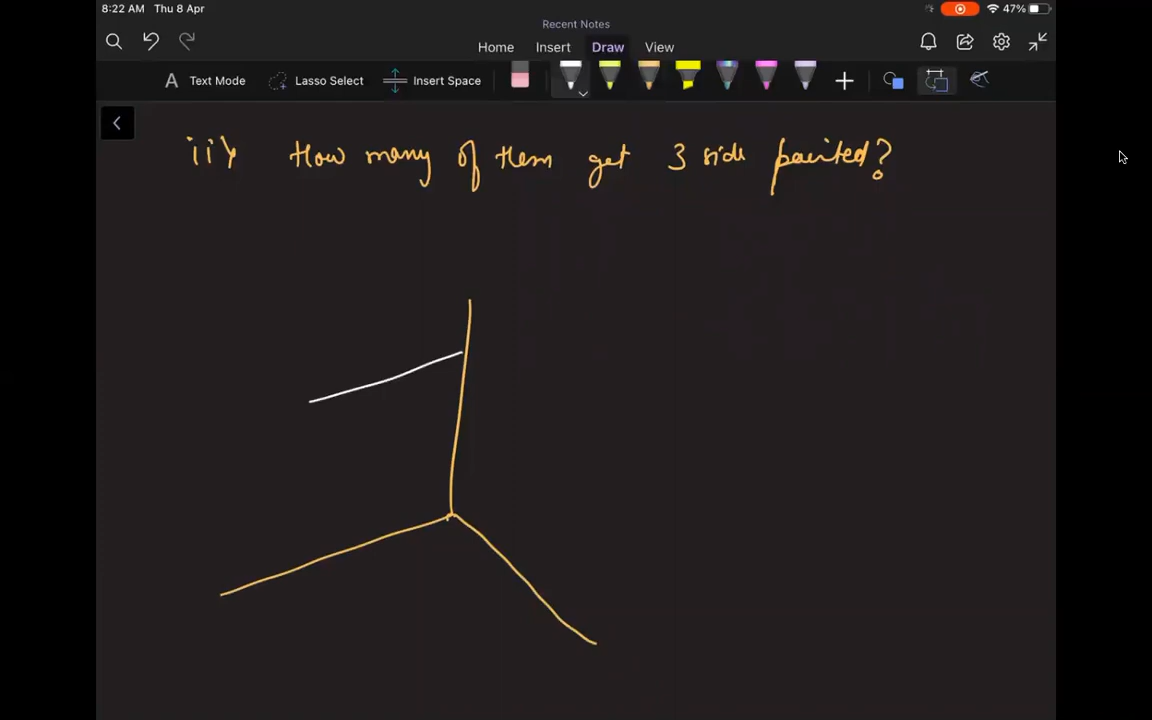 8:22 AM Thu 8 Apr
47%
Recent Notes
Home Insert Draw View
Text Mode Lasso Select Insert Space
ii) How many of them get 3 side painted?